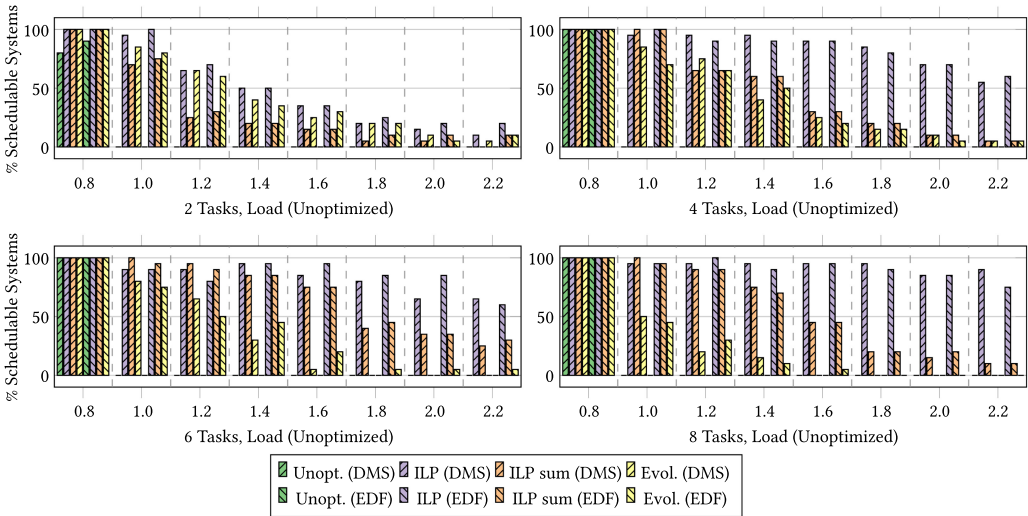 % Schedulable Systems
100
50
0
0.8 1.0 1.2 1.4 1.6 1.8 2.0 2.2
2 Tasks, Load (Unoptimized)
100
50
0
0.8 1.0 1.2 1.4 1.6 1.8 2.0 2.2
4 Tasks, Load (Unoptimized)
% Schedulable Systems
100
50
0
0.8 1.0 1.2 1.4 1.6 1.8 2.0 2.2
6 Tasks, Load (Unoptimized)
100
50
0
0.8 1.0 1.2 1.4 1.6 1.8 2.0 2.2
8 Tasks, Load (Unoptimized)
Unopt. (DMS) ILP (DMS) ILP sum (DMS) Evol. (DMS)
Unopt. (EDF) ILP (EDF) ILP sum (EDF) Evol. (EDF)